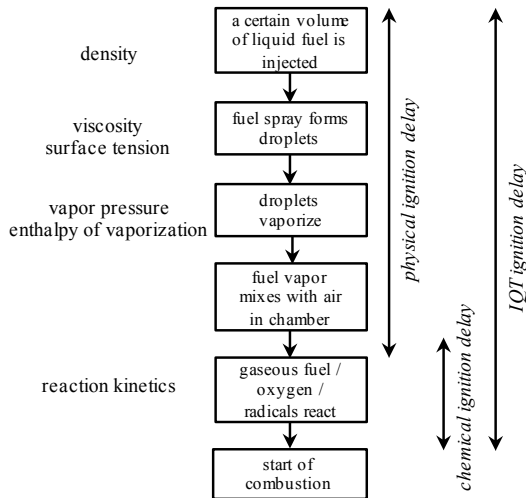 a certain volume
of liquid fuel is
injected
density
fuel spray forms
droplets
viscosity
surface tension
droplets
vaporize
vapor pressure
enthalpy of vaporization
fuel vapor
mixes with air
in chamber
gaseous fuel /
oxygen /
radicals react
reaction kinetics
start of
combustion
physical ignition delay
chemical ignition delay
IQT ignition delay